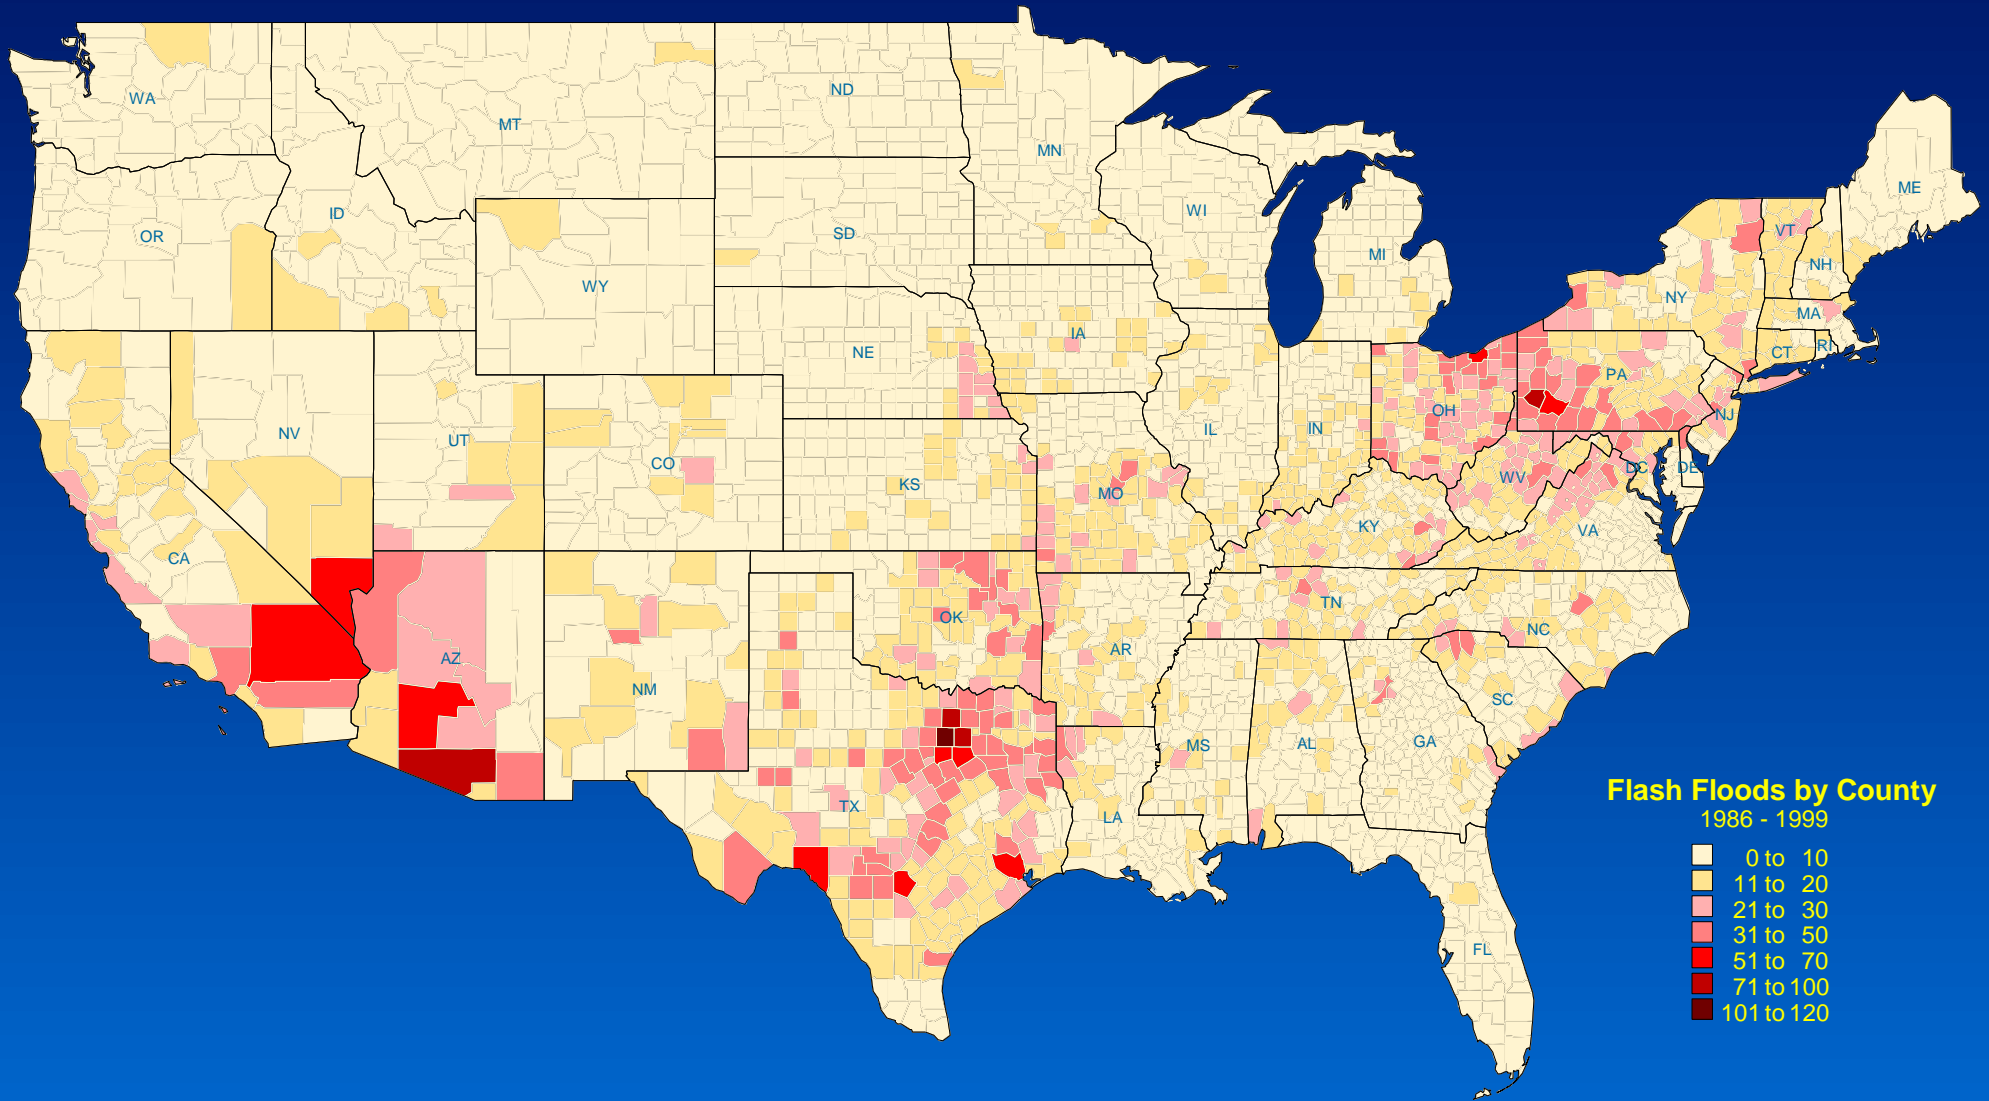 WA
MT
ND
MN
OR
ID
WY
SD
WI
MI
ME
VT
NH
NY
MA
CT
RI
NV
UT
CO
NE
IA
IL
IN
OH
PA
NJ
CA
KS
MO
KY
WV
DC
DE
VA
AZ
NM
OK
AR
TN
NC
TX
LA
MS
AL
GA
SC
FL
Flash Floods by County
1986 - 1999
0 to 10
11 to 20
21 to 30
31 to 50
51 to 70
71 to 100
101 to 120